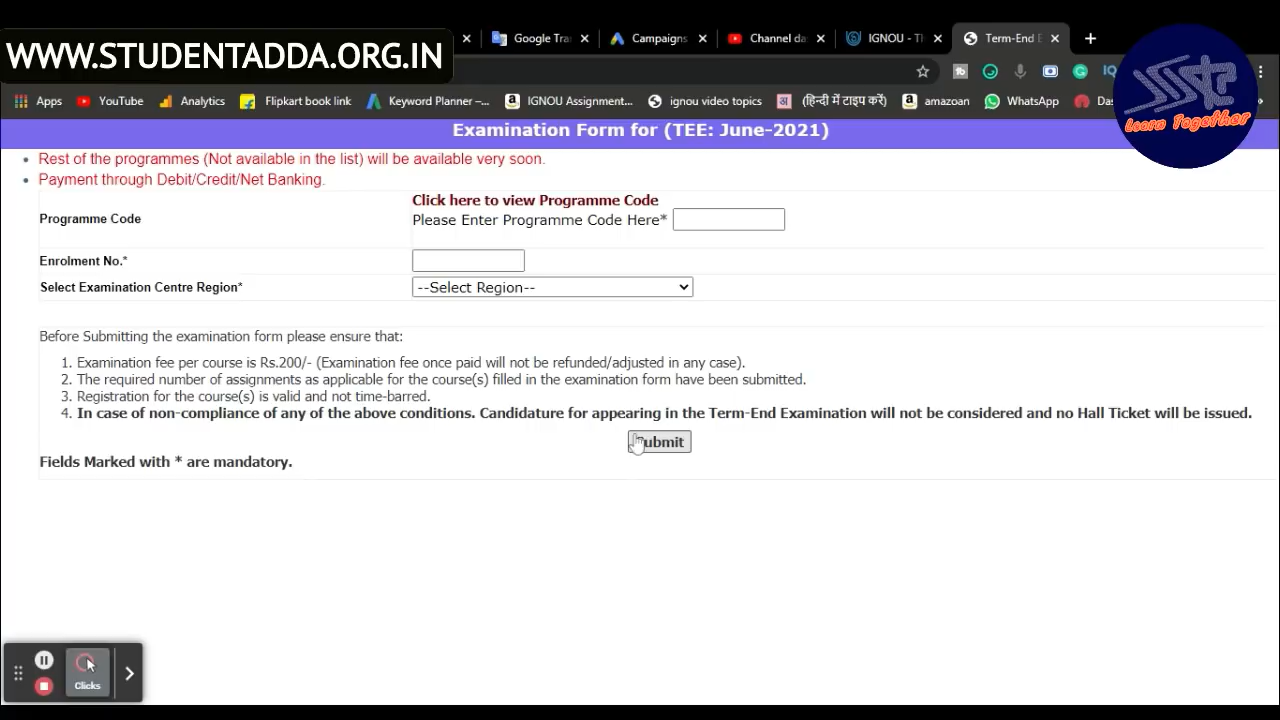 WWW.STUDENTADDA.ORG.IN
Google Tra
Campaigns
Channel da
IGNOU - T
Term-End E
Apps
YouTube
Analytics
Flipkart book link
Keyword Planner –...
IGNOU Assignment...
ignou video topics
(हिन्दी में टाइप करें)
amazoan
WhatsApp
Das
SSTC
Learn Together
Examination Form for (TEE: June-2021)
Rest of the programmes (Not available in the list) will be available very soon.
Payment through Debit/Credit/Net Banking.
Programme Code
Click here to view Programme Code
Please Enter Programme Code Here*
Enrolment No.*
Select Examination Centre Region*
--Select Region--
Before Submitting the examination form please ensure that:
1. Examination fee per course is Rs.200/- (Examination fee once paid will not be refunded/adjusted in any case).
2. The required number of assignments as applicable for the course(s) filled in the examination form have been submitted.
3. Registration for the course(s) is valid and not time-barred.
4. In case of non-compliance of any of the above conditions. Candidature for appearing in the Term-End Examination will not be considered and no Hall Ticket will be issued.
Submit
Fields Marked with * are mandatory.
Clicks